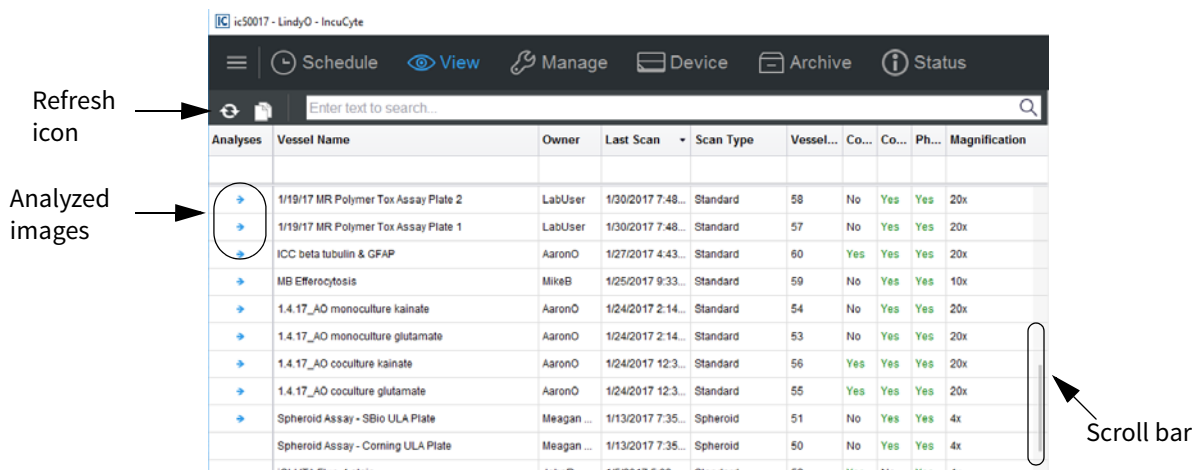 IC ic50017 - LindyO - IncuCyte
Schedule View Manage Device Archive Status
Refresh
icon
Enter text to search...
Analyses Vessel Name Owner Last Scan Scan Type Vessel... Co... Co... Ph... Magnification
Analyzed
images
1/19/17 MR Polymer Tox Assay Plate 2 LabUser 1/30/2017 7:48... Standard 58 No Yes Yes 20x
1/19/17 MR Polymer Tox Assay Plate 1 LabUser 1/30/2017 7:48... Standard 57 No Yes Yes 20x
ICC beta tubulin & GFAP AaronO 1/27/2017 4:43... Standard 60 Yes Yes Yes 20x
MB Efferocytosis MikeB 1/25/2017 9:33... Standard 59 No Yes Yes 10x
1.4.17_AO monoculture kainate AaronO 1/24/2017 2:14... Standard 54 No Yes Yes 20x
1.4.17_AO monoculture glutamate AaronO 1/24/2017 2:14... Standard 53 No Yes Yes 20x
1.4.17_AO coculture kainate AaronO 1/24/2017 12:3... Standard 56 Yes Yes Yes 20x
1.4.17_AO coculture glutamate AaronO 1/24/2017 12:3... Standard 55 Yes Yes Yes 20x
Spheroid Assay - SBio ULA Plate Meagan ... 1/13/2017 7:35... Spheroid 51 No Yes Yes 4x
Spheroid Assay - Corning ULA Plate Meagan ... 1/13/2017 7:35... Spheroid 50 No Yes Yes 4x
Scroll bar